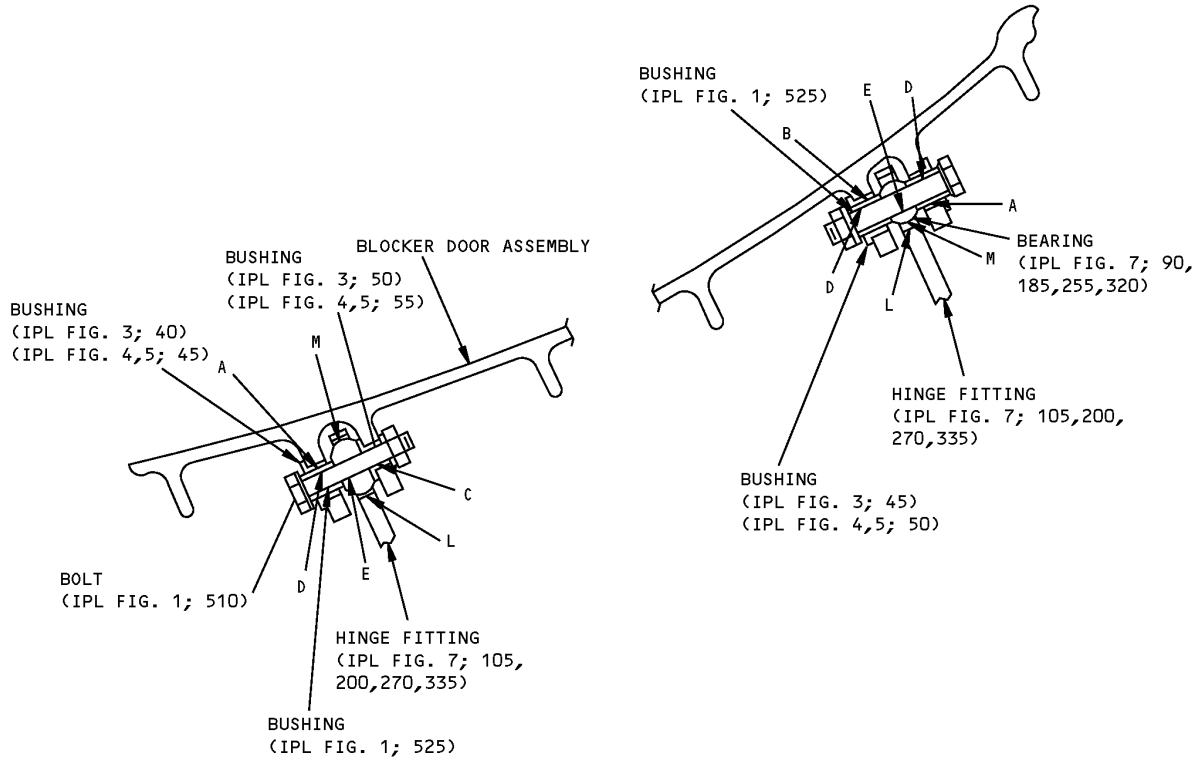 BUSHING
(IPL FIG. 1; 525)
E
D
B
A
BEARING
(IPL FIG. 7; 90,
185,255,320)
M
D
L
HINGE FITTING
(IPL FIG. 7; 105,200,
270,335)
BUSHING
(IPL FIG. 3; 45)
(IPL FIG. 4,5; 50)
BLOCKER DOOR ASSEMBLY
BUSHING
(IPL FIG. 3; 50)
(IPL FIG. 4,5; 55)
BUSHING
(IPL FIG. 3; 40)
(IPL FIG. 4,5; 45)
M
A
C
L
E
D
BOLT
(IPL FIG. 1; 510)
HINGE FITTING
(IPL FIG. 7; 105,
200,270,335)
BUSHING
(IPL FIG. 1; 525)